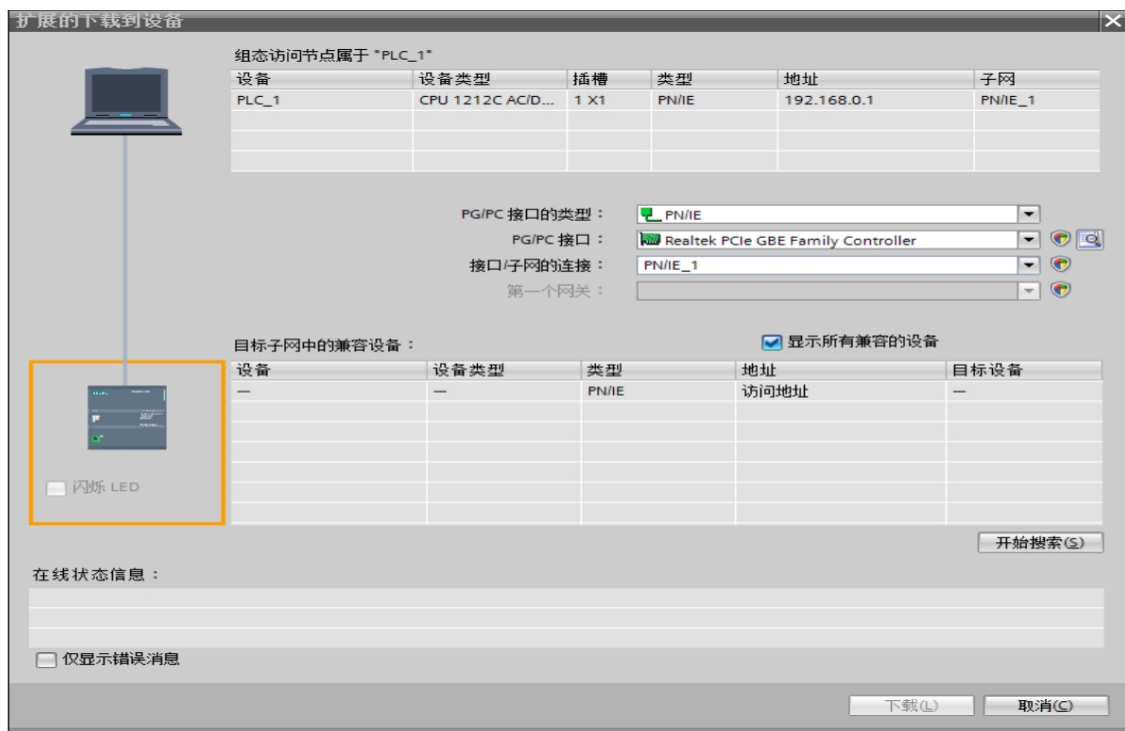 扩展的下载到设备
组态访问节点属于 "PLC_1"
设备 设备类型 插槽 类型 地址 子网
PLC_1 CPU 1212C AC/D... 1 X1 PN/IE 192.168.0.1 PN/IE_1
PG/PC 接口的类型： PN/IE
PG/PC 接口： Realtek PCIe GBE Family Controller
接口/子网的连接： PN/IE_1
第一个网关：
目标子网中的兼容设备： 显示所有兼容的设备
设备 设备类型 类型 地址 目标设备
— — PN/IE 访问地址 —
闪烁 LED
开始搜索(S)
在线状态信息：
仅显示错误消息
下载(L) 取消(C)